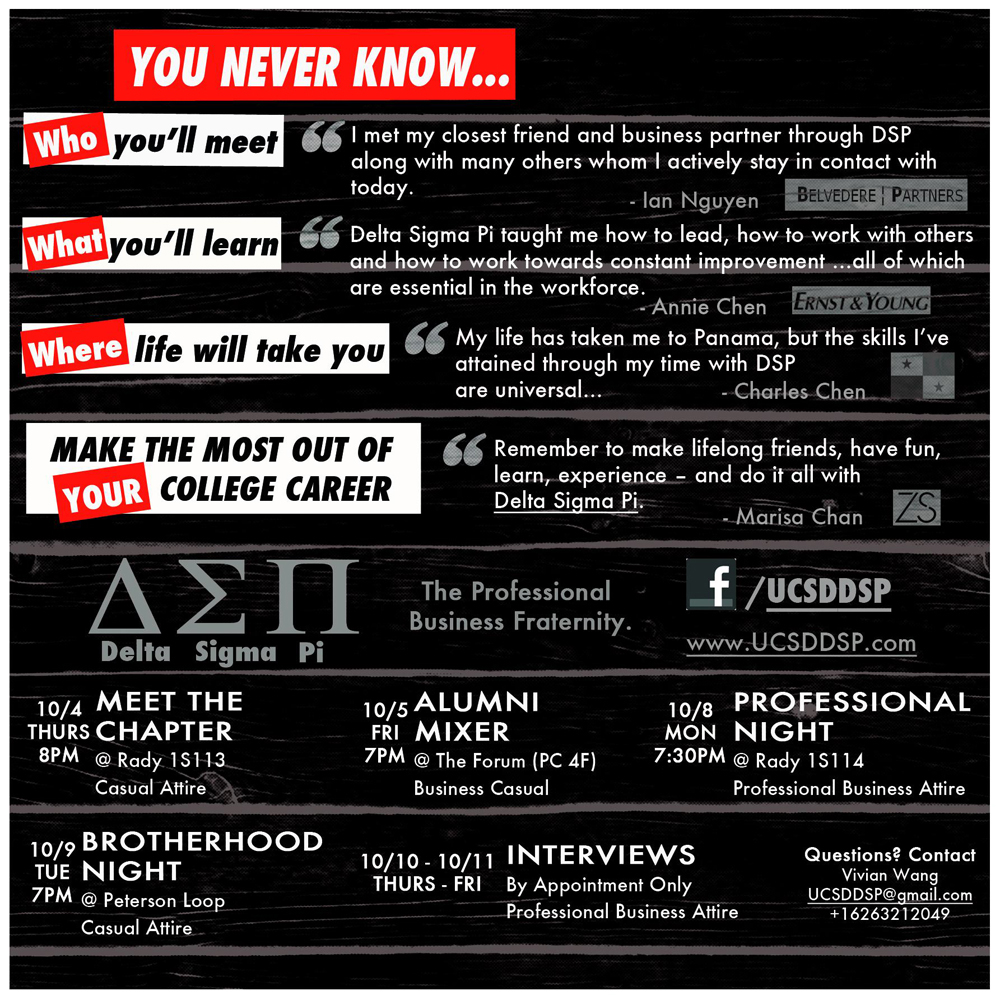 YOU NEVER KNOW...
Who you'll meet
I met my closest friend and business partner through DSP
along with many others whom I actively stay in contact with
today.
- Ian Nguyen
BELVEDERE | PARTNERS
What you'll learn
Delta Sigma Pi taught me how to lead, how to work with others
and how to work towards constant improvement ...all of which
are essential in the workforce.
- Annie Chen
ERNST & YOUNG
Where life will take you
My life has taken me to Panama, but the skills I've
attained through my time with DSP
are universal...
- Charles Chen
MAKE THE MOST OUT OF
YOUR COLLEGE CAREER
Remember to make lifelong friends, have fun,
learn, experience – and do it all with
Delta Sigma Pi.
- Marisa Chan
ZS
ΔΣΠ
Delta Sigma Pi
The Professional
Business Fraternity.
f /UCSDDSP
www.UCSDDSP.com
10/4
THURS
8PM
MEET THE
CHAPTER
@ Rady 1S113
Casual Attire
10/5
FRI
7PM
ALUMNI
MIXER
@ The Forum (PC 4F)
Business Casual
10/8
MON
7:30PM
PROFESSIONAL
NIGHT
@ Rady 1S114
Professional Business Attire
10/9
TUE
7PM
BROTHERHOOD
NIGHT
@ Peterson Loop
Casual Attire
10/10 - 10/11
THURS - FRI
INTERVIEWS
By Appointment Only
Professional Business Attire
Questions? Contact
Vivian Wang
UCSDDSP@gmail.com
+16263212049